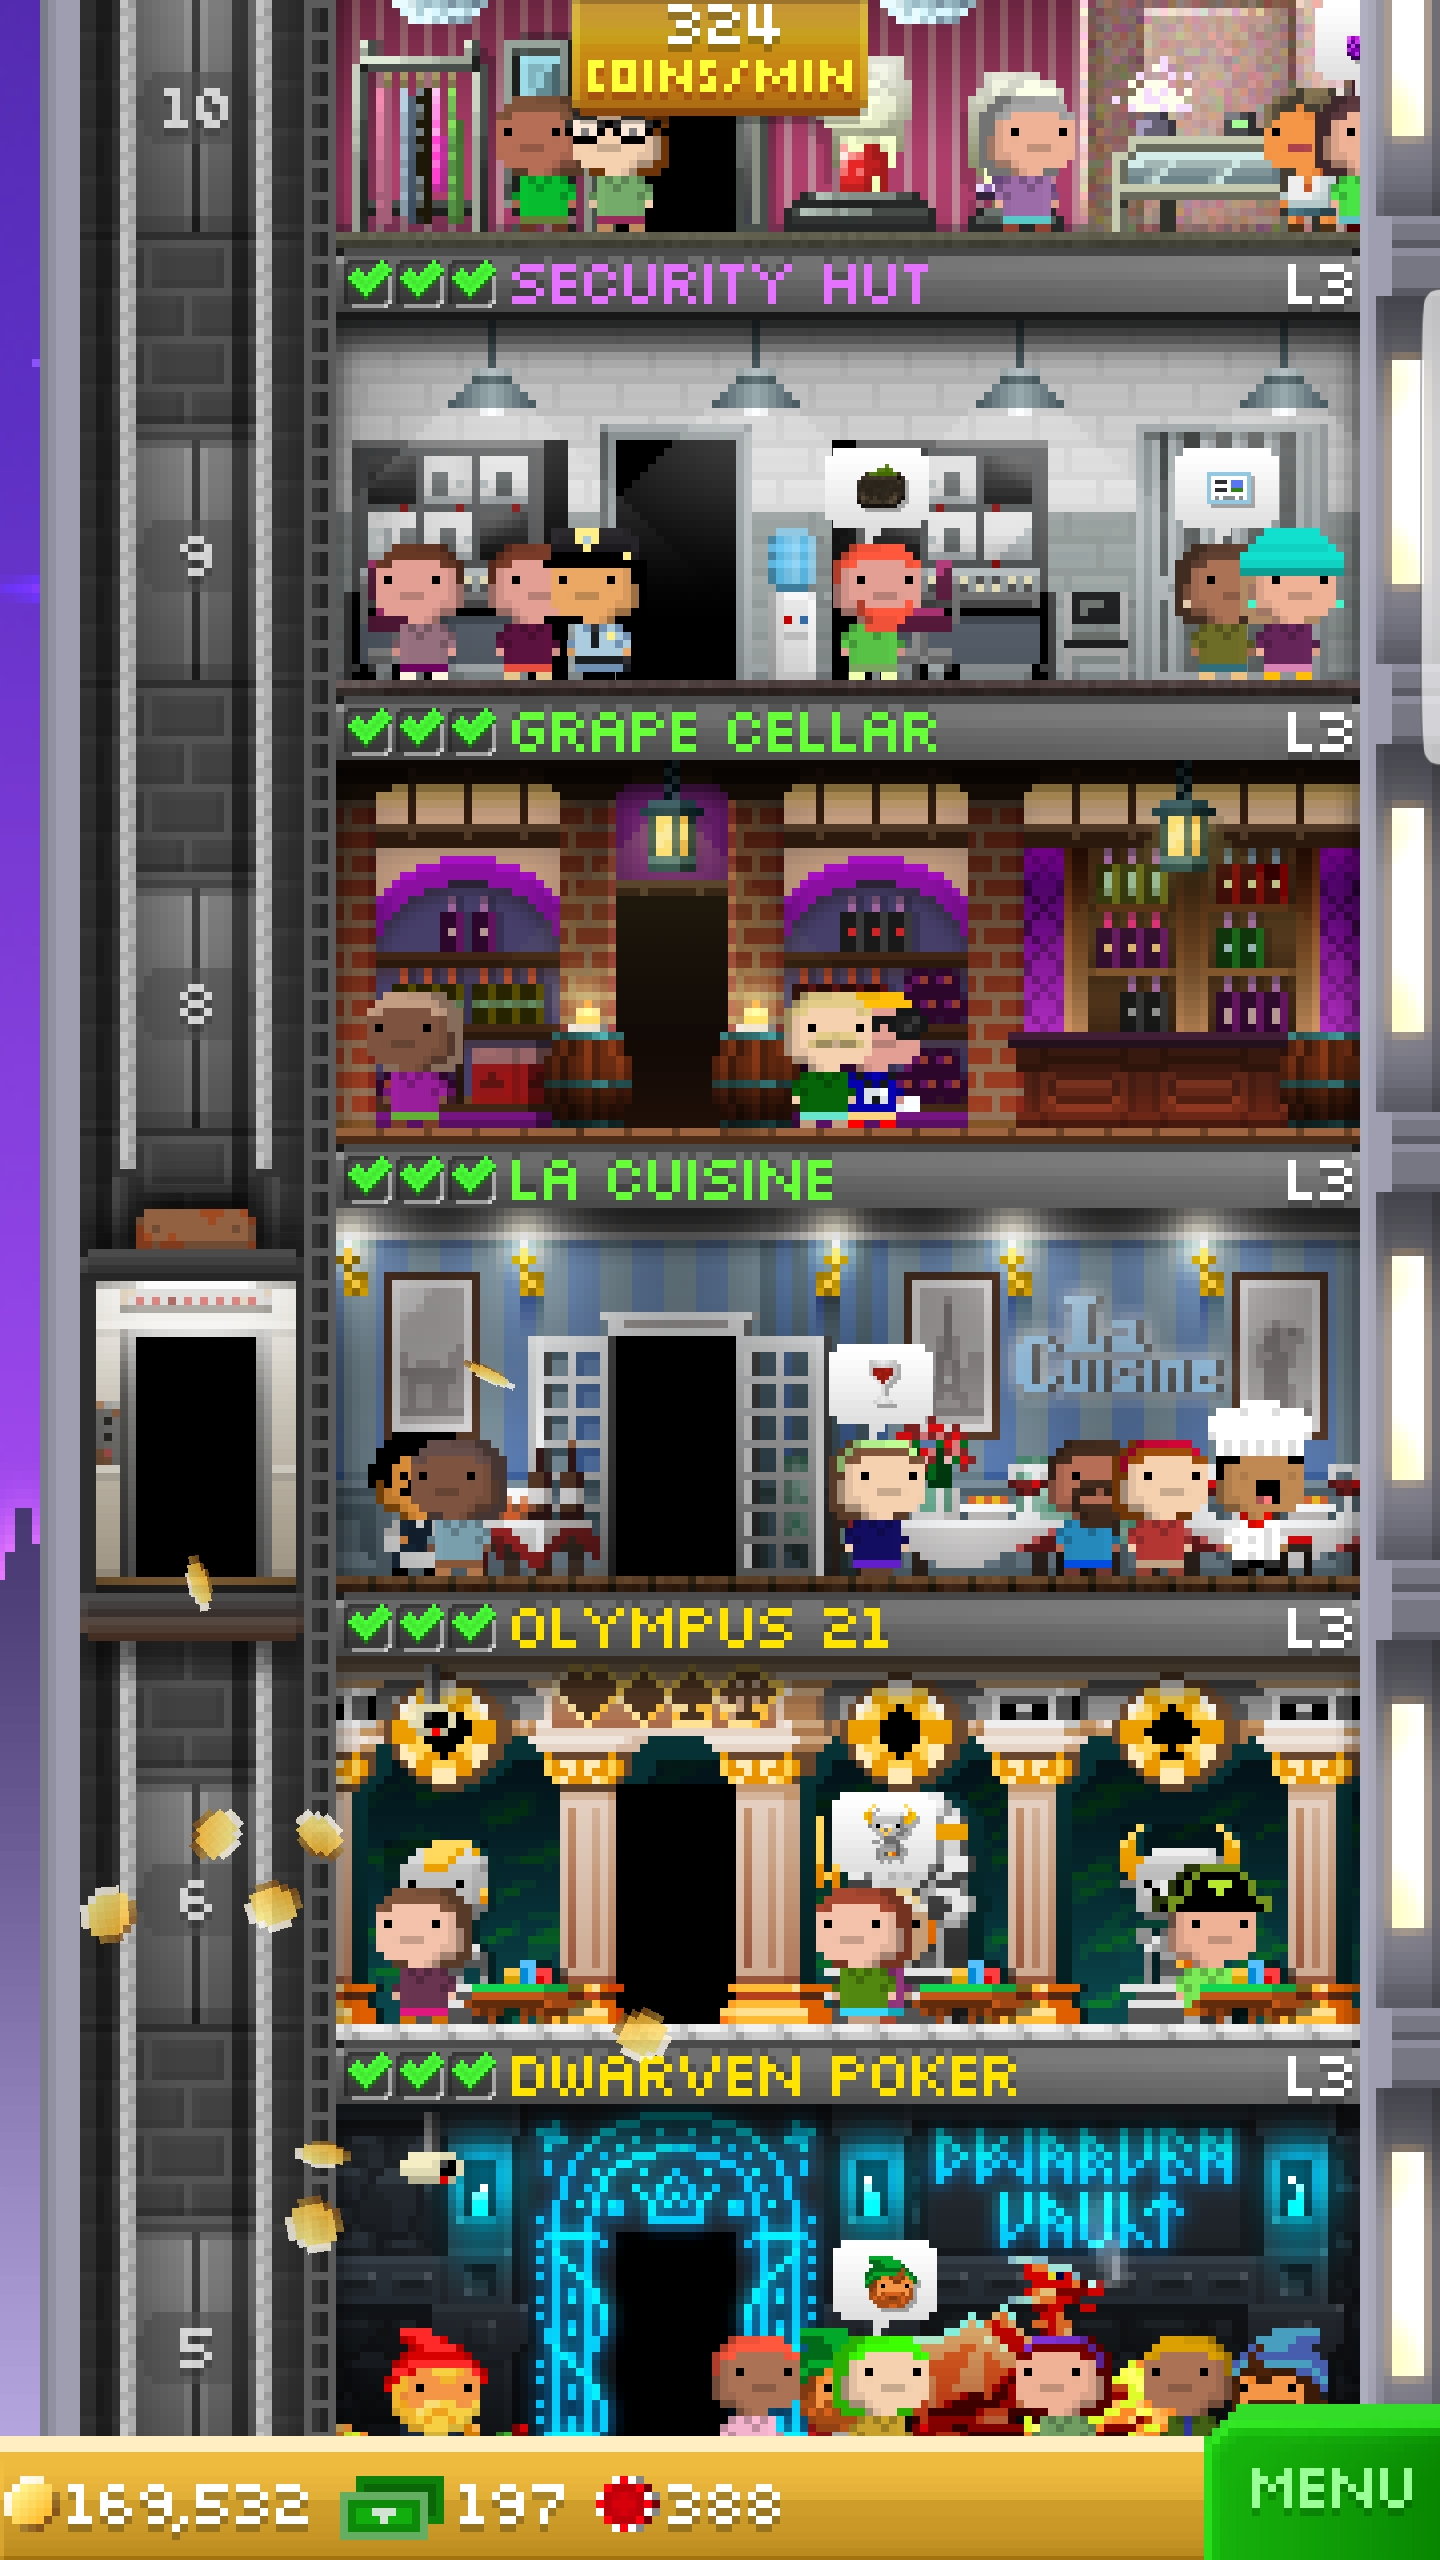 324
COINS/MIN
10
SECURITY HUT L3
9
GRAPE CELLAR L3
8
LA CUISINE L3
La
Cuisine
OLYMPUS 21 L3
6
DWARVEN POKER L3
DWARVEN
VAULT
5
169,532 197 388
MENU